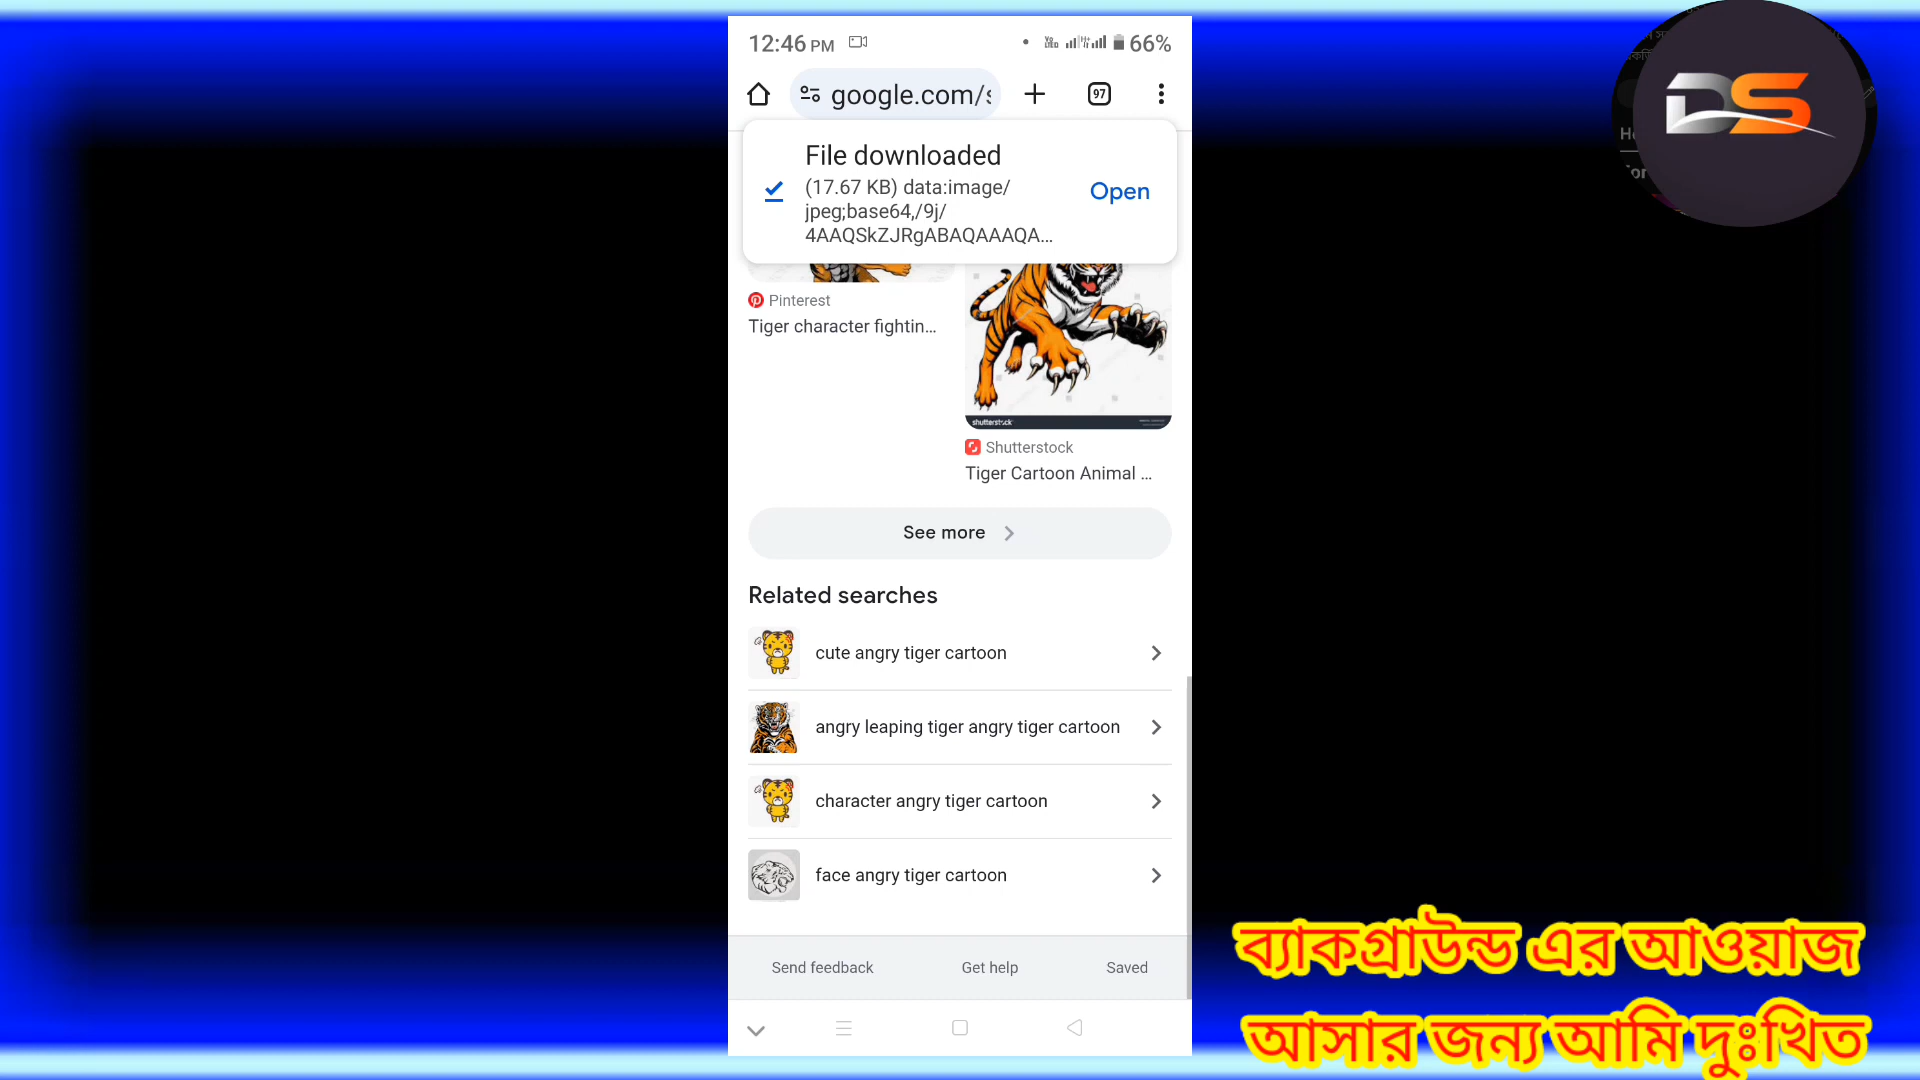 12:46 PM
66%
google.com/s
97
File downloaded
(17.67 KB) data:image/
jpeg;base64,/9j/
4AAQSkZJRgABAQAAAQA...
Open
Pinterest
Tiger character fightin...
shutterstock
Shutterstock
Tiger Cartoon Animal ...
See more
Related searches
cute angry tiger cartoon
angry leaping tiger angry tiger cartoon
character angry tiger cartoon
face angry tiger cartoon
Send feedback
Get help
Saved
DS
ব্যাকগ্রাউন্ড এর আওয়াজ
আসার জন্য আমি দুঃখিত